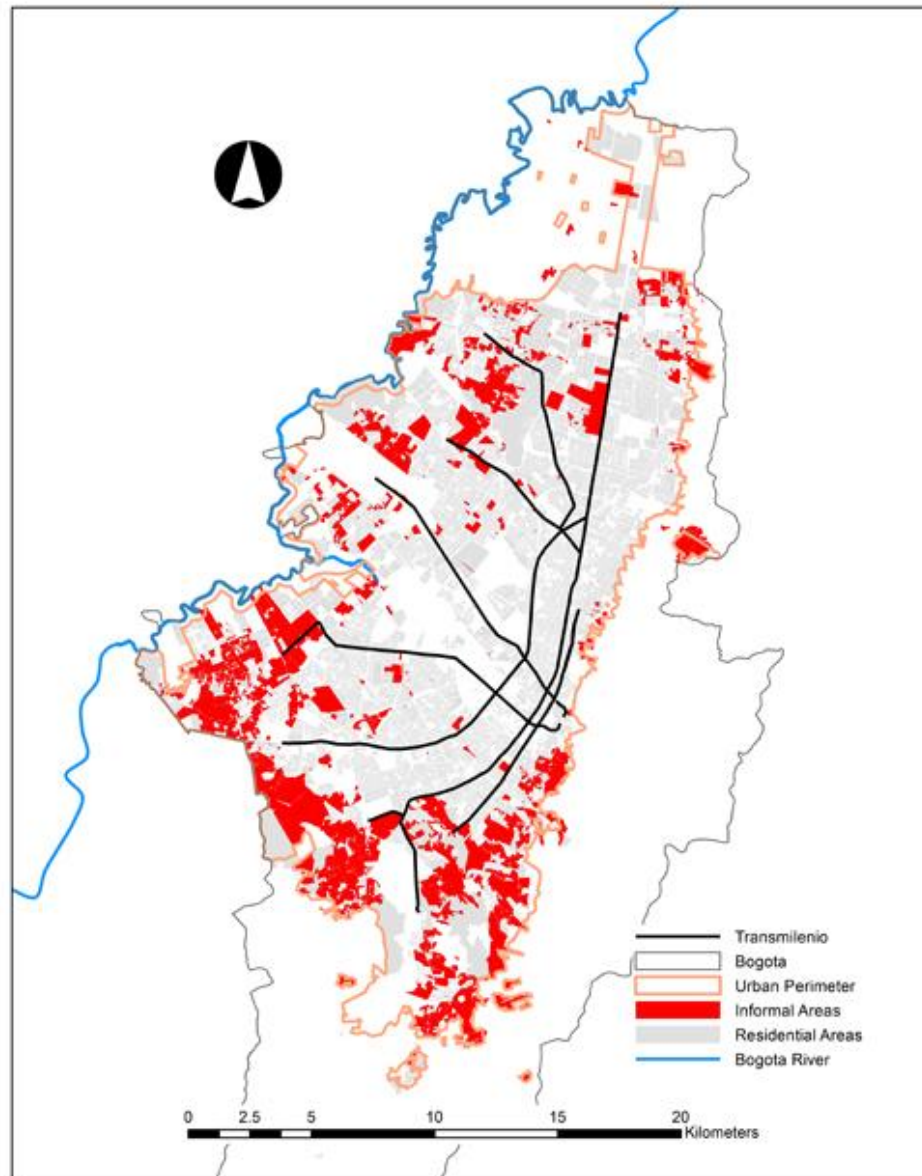 Transmilenio
Bogota
Urban Perimeter
Informal Areas
Residential Areas
Bogota River
0 2.5 5 10 15 20
Kilometers